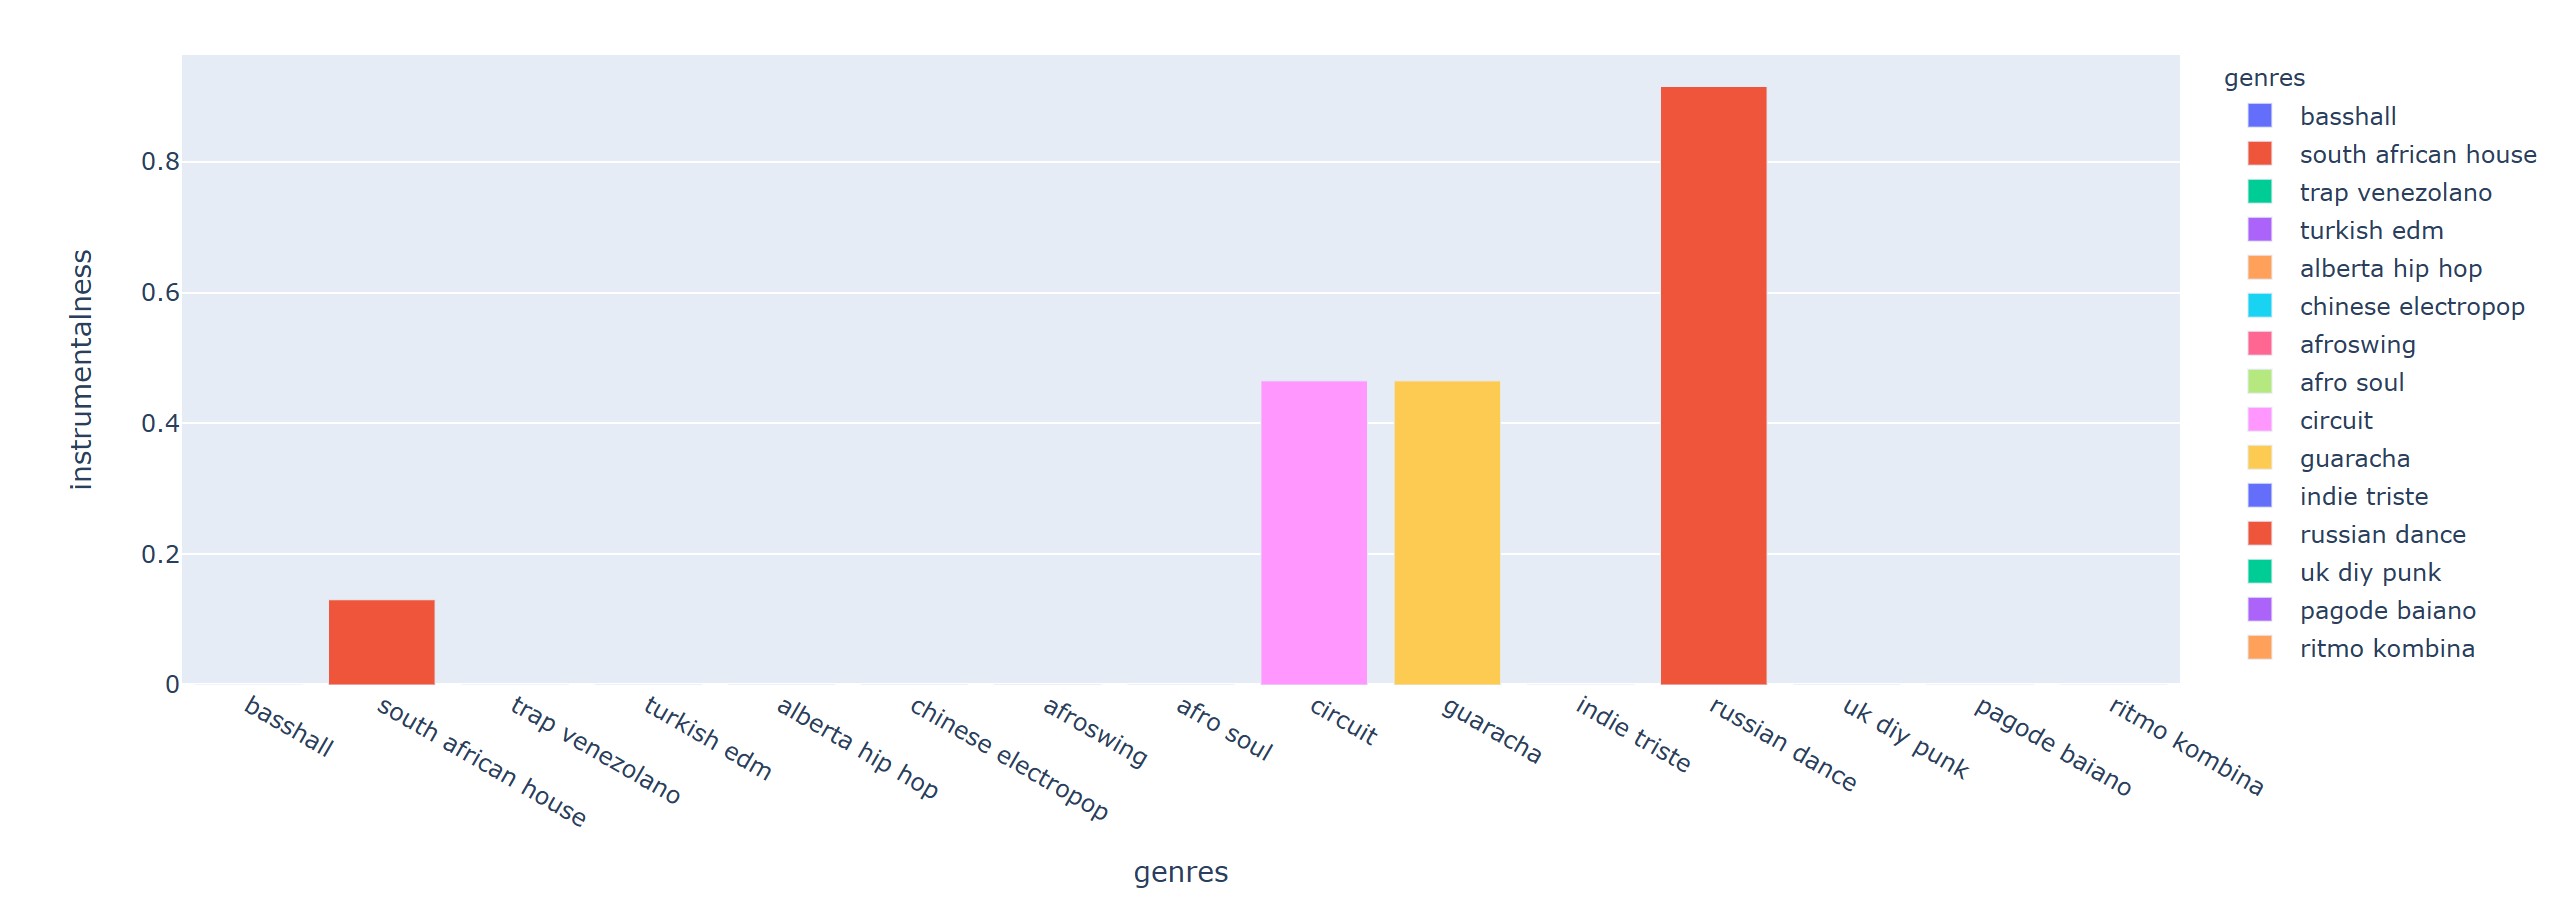 instrumentalness
0.8
0.6
0.4
0.2
0
basshall
south african house
trap venezolano
turkish edm
alberta hip hop
chinese electropop
afroswing
afro soul
circuit
guaracha
indie triste
russian dance
uk diy punk
pagode baiano
ritmo kombina
genres
genres
basshall
south african house
trap venezolano
turkish edm
alberta hip hop
chinese electropop
afroswing
afro soul
circuit
guaracha
indie triste
russian dance
uk diy punk
pagode baiano
ritmo kombina